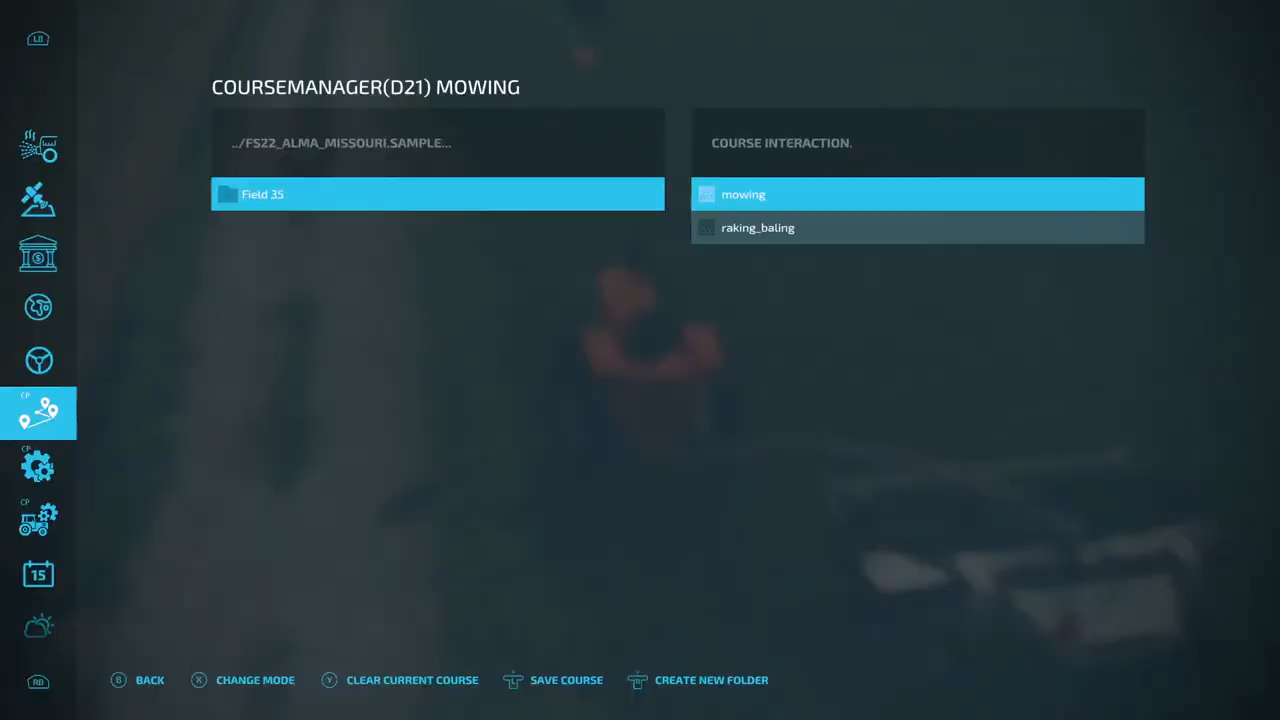 LB
COURSEMANAGER(D21) MOWING
../FS22_ALMA_MISSOURI.SAMPLE...
COURSE INTERACTION.
Field 35
mowing
raking_baling
CP
CP
CP
15
RB
B BACK
X CHANGE MODE
Y CLEAR CURRENT COURSE
L SAVE COURSE
R CREATE NEW FOLDER